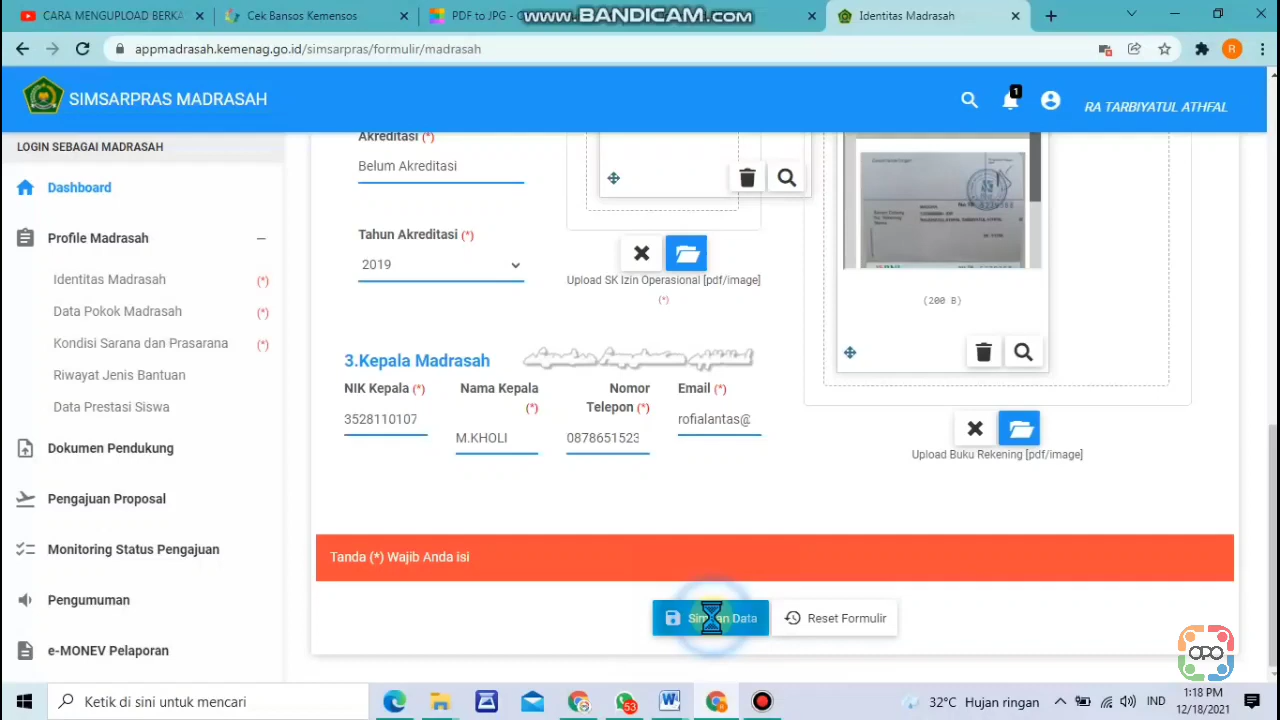 CARA MENGUPLOAD BERKA
Cek Bansos Kemensos
PDF to JPG - C
www.BANDICAM.com
Identitas Madrasah
appmadrasah.kemenag.go.id/simsarpras/formulir/madrasah
SIMSARPRAS MADRASAH
1
RA TARBIYATUL ATHFAL
LOGIN SEBAGAI MADRASAH
Dashboard
Profile Madrasah
Identitas Madrasah (*)
Data Pokok Madrasah (*)
Kondisi Sarana dan Prasarana (*)
Riwayat Jenis Bantuan
Data Prestasi Siswa
Dokumen Pendukung
Pengajuan Proposal
Monitoring Status Pengajuan
Pengumuman
e-MONEV Pelaporan
Akreditasi (*)
Belum Akreditasi
Tahun Akreditasi (*)
2019
Upload SK Izin Operasional [pdf/image]
(*)
(200 B)
Upload Buku Rekening [pdf/image]
3.Kepala Madrasah
NIK Kepala (*)
3528110107
Nama Kepala
(*)
M.KHOLI
Nomor
Telepon (*)
0878651523
Email (*)
rofialantas@
Tanda (*) Wajib Anda isi
Simpan Data
Reset Formulir
OPO
Ketik di sini untuk mencari
53
32°C Hujan ringan
IND
1:18 PM
12/18/2021